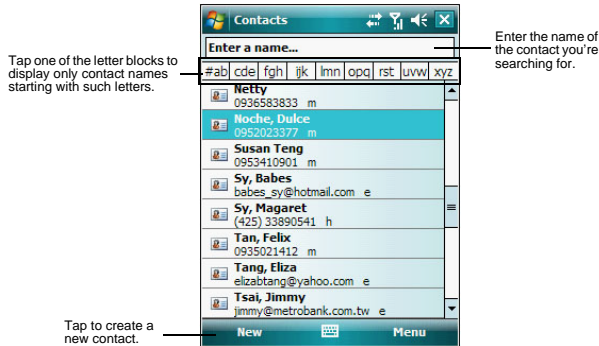 Contacts
Enter a name...
Enter the name of
the contact you're
searching for.
Tap one of the letter blocks to
display only contact names
starting with such letters.
#ab cde fgh ijk lmn opq rst uvw xyz
Netty
0936583833 m
Noche, Dulce
0952023377 m
Susan Teng
0953410901 m
Sy, Babes
babes_sy@hotmail.com e
Sy, Magaret
(425) 33890541 h
Tan, Felix
0935021412 m
Tang, Eliza
elizabtang@yahoo.com e
Tsai, Jimmy
jimmy@metrobank.com.tw e
Tap to create a
new contact.
New Menu